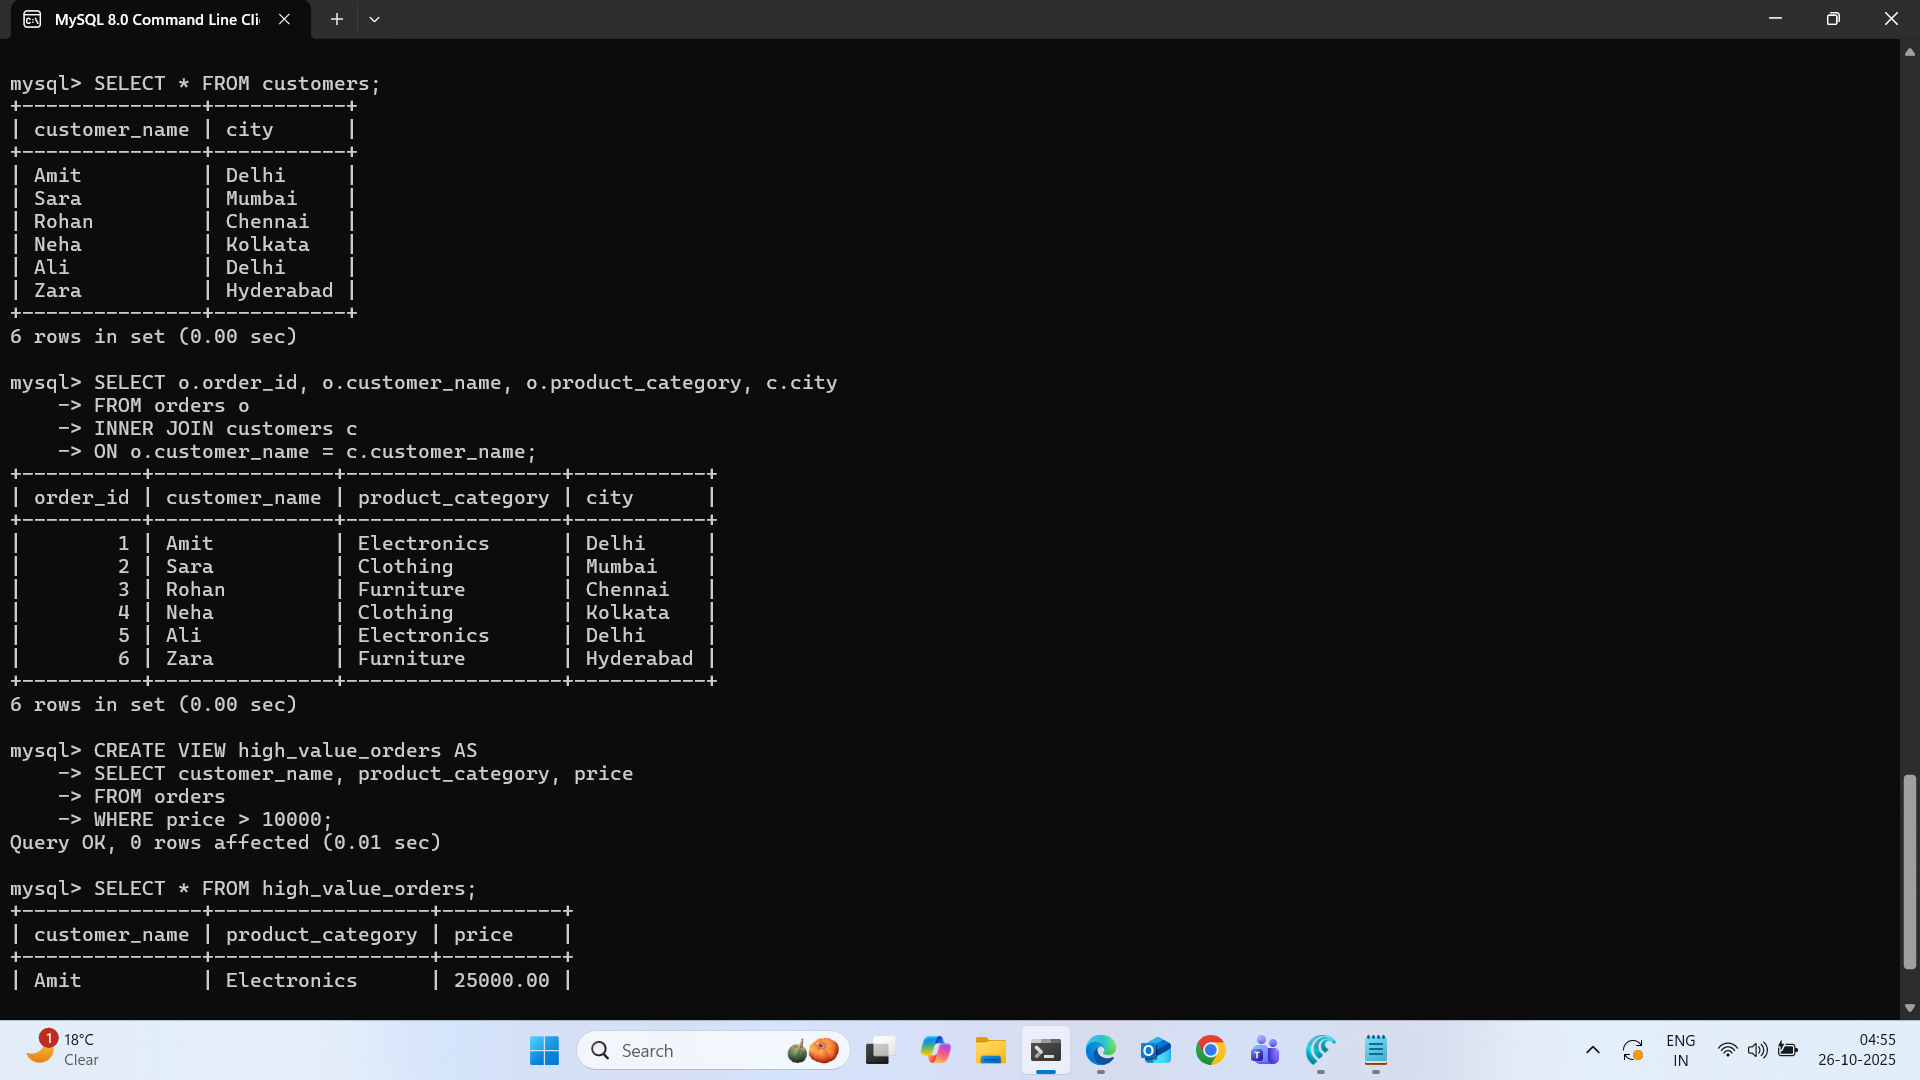 MySQL 8.0 Command Line Cli
mysql> SELECT * FROM customers;
+---------------+-----------+
| customer_name | city      |
+---------------+-----------+
| Amit          | Delhi     |
| Sara          | Mumbai    |
| Rohan         | Chennai   |
| Neha          | Kolkata   |
| Ali           | Delhi     |
| Zara          | Hyderabad |
+---------------+-----------+
6 rows in set (0.00 sec)
mysql> SELECT o.order_id, o.customer_name, o.product_category, c.city
    -> FROM orders o
    -> INNER JOIN customers c
    -> ON o.customer_name = c.customer_name;
+----------+---------------+------------------+-----------+
| order_id | customer_name | product_category | city      |
+----------+---------------+------------------+-----------+
|        1 | Amit          | Electronics      | Delhi     |
|        2 | Sara          | Clothing         | Mumbai    |
|        3 | Rohan         | Furniture        | Chennai   |
|        4 | Neha          | Clothing         | Kolkata   |
|        5 | Ali           | Electronics      | Delhi     |
|        6 | Zara          | Furniture        | Hyderabad |
+----------+---------------+------------------+-----------+
6 rows in set (0.00 sec)
mysql> CREATE VIEW high_value_orders AS
    -> SELECT customer_name, product_category, price
    -> FROM orders
    -> WHERE price > 10000;
Query OK, 0 rows affected (0.01 sec)
mysql> SELECT * FROM high_value_orders;
+---------------+------------------+----------+
| customer_name | product_category | price    |
+---------------+------------------+----------+
| Amit          | Electronics      | 25000.00 |
1
18°C
Clear
Search
ENG
IN
04:55
26-10-2025